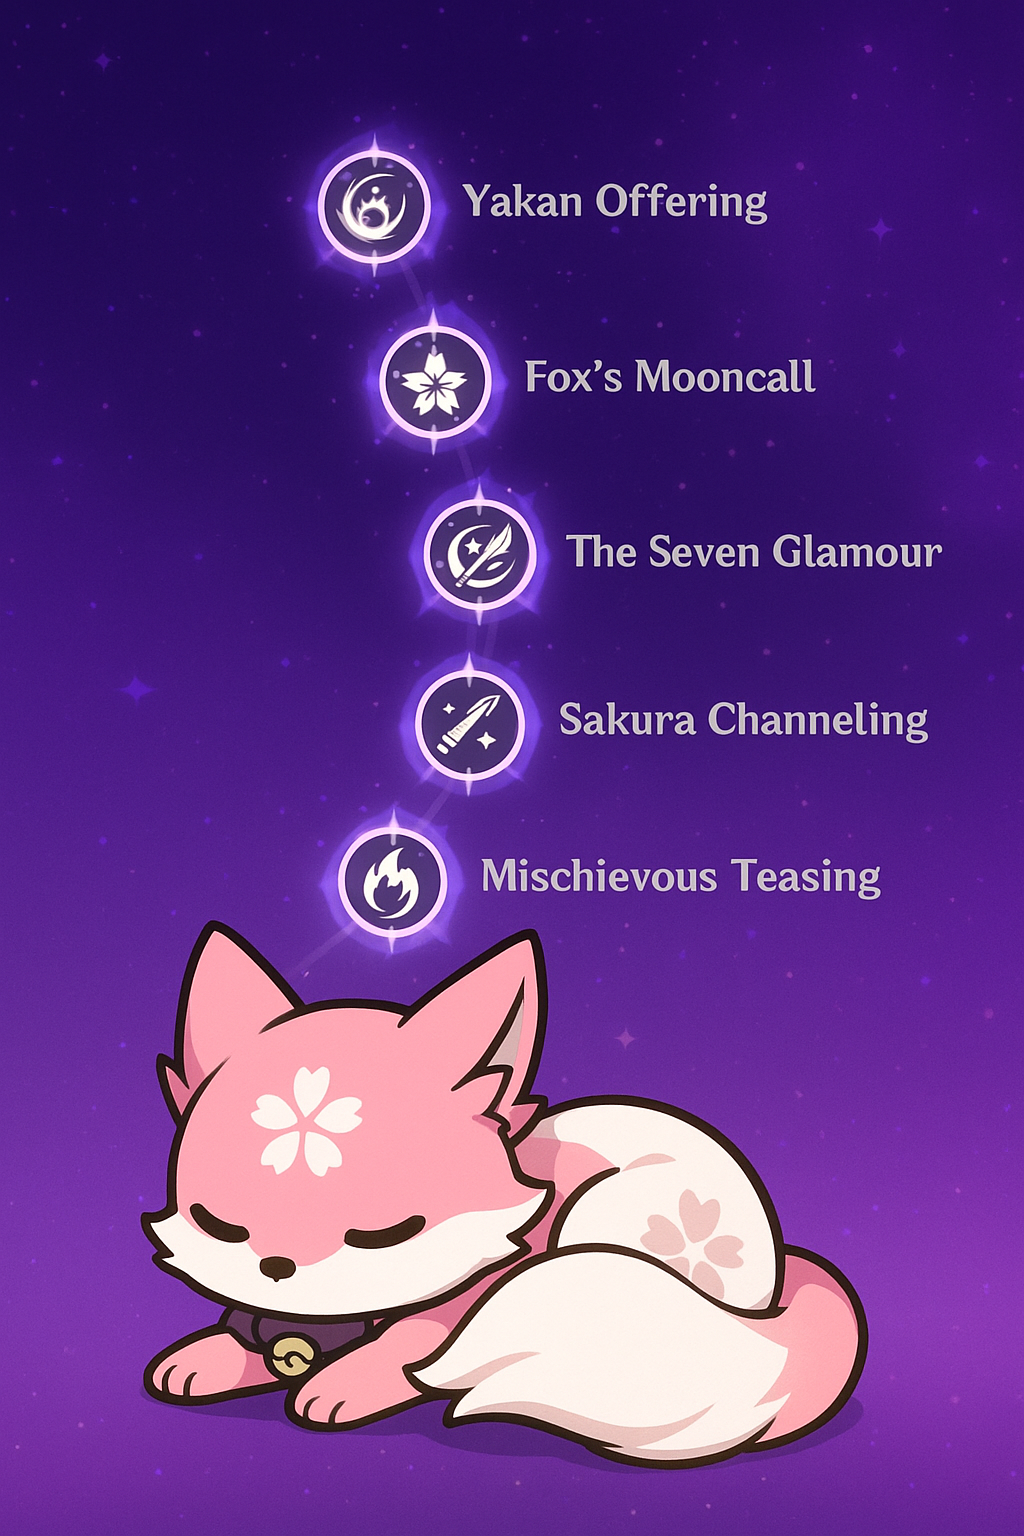 Yakan Offering
Fox’s Mooncall
The Seven Glamour
Sakura Channeling
Mischievous Teasing